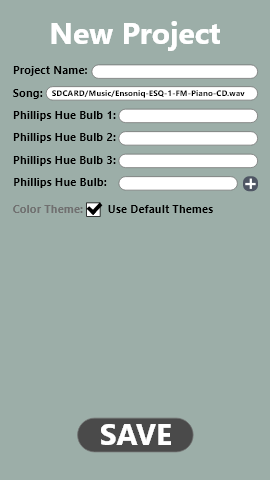 New Project
Project Name:
Song: SDCARD/Music/Ensoniq-ESQ-1-FM-Piano-CD.wav
Phillips Hue Bulb 1:
Phillips Hue Bulb 2:
Phillips Hue Bulb 3:
Phillips Hue Bulb:
Color Theme: Use Default Themes
SAVE